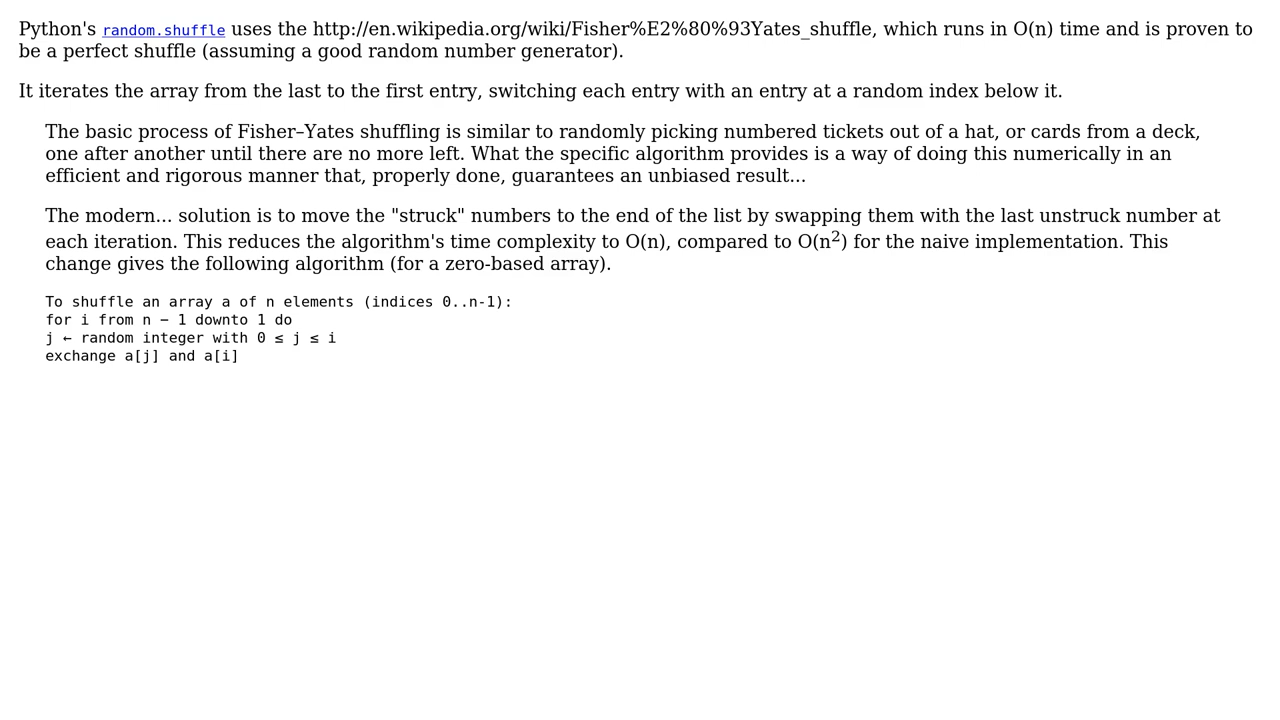 Python's random.shuffle uses the http://en.wikipedia.org/wiki/Fisher%E2%80%93Yates_shuffle, which runs in O(n) time and is proven to
be a perfect shuffle (assuming a good random number generator).
It iterates the array from the last to the first entry, switching each entry with an entry at a random index below it.
The basic process of Fisher–Yates shuffling is similar to randomly picking numbered tickets out of a hat, or cards from a deck,
one after another until there are no more left. What the specific algorithm provides is a way of doing this numerically in an
efficient and rigorous manner that, properly done, guarantees an unbiased result...
The modern... solution is to move the "struck" numbers to the end of the list by swapping them with the last unstruck number at
each iteration. This reduces the algorithm's time complexity to O(n), compared to O(n²) for the naive implementation. This
change gives the following algorithm (for a zero-based array).
To shuffle an array a of n elements (indices 0..n-1):
for i from n − 1 downto 1 do
j ← random integer with 0 ≤ j ≤ i
exchange a[j] and a[i]